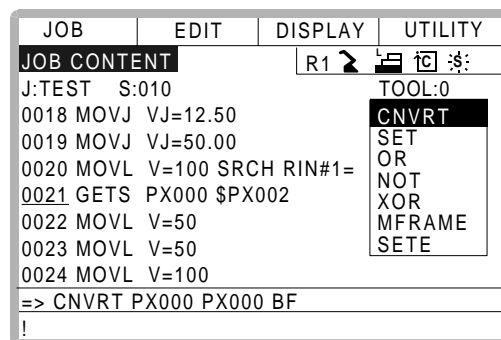 JOB EDIT DISPLAY UTILITY
JOB CONTENT R1 C S
J:TEST S:010 TOOL:0
0018 MOVJ VJ=12.50
0019 MOVJ VJ=50.00
0020 MOVL V=100 SRCH RIN#1=
0021 GETS PX000 $PX002
0022 MOVL V=50
0023 MOVL V=50
0024 MOVL V=100
CNVRT
SET
OR
NOT
XOR
MFRAME
SETE
=> CNVRT PX000 PX000 BF
!